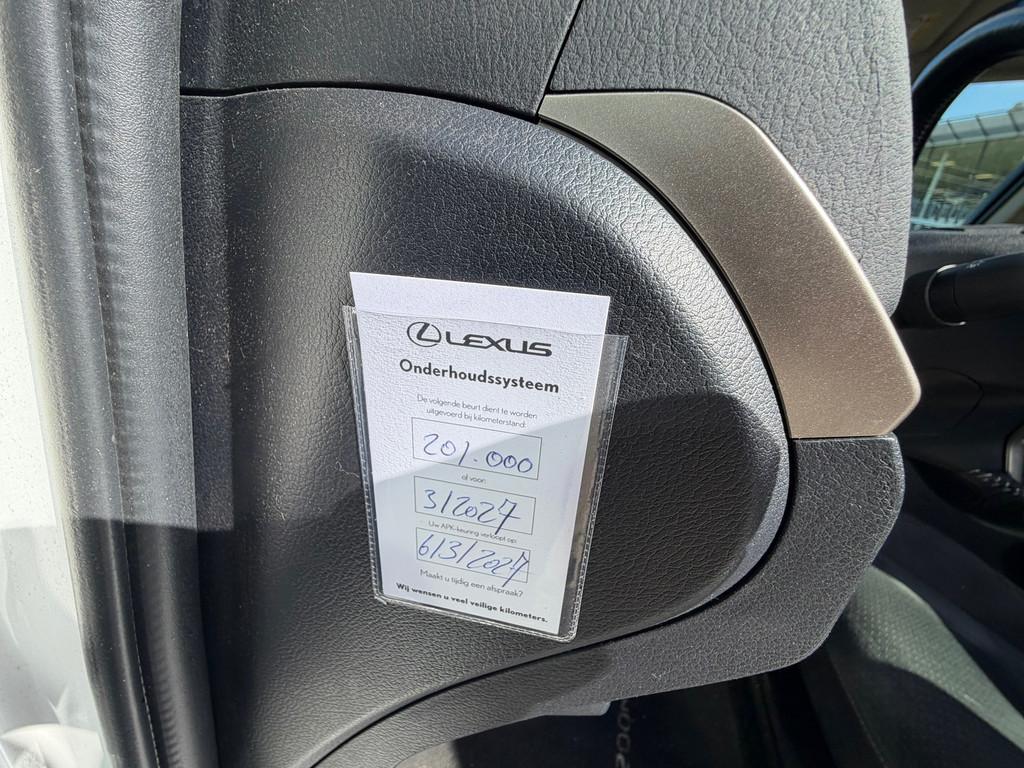 LEXUS
Onderhoudssysteem
De volgende beurt dient te worden
uitgevoerd bij kilometerstand:
201.000
of voor:
3/2027
Uw APK-keuring verloopt op:
6/3/2027
Maakt u tijdig een afspraak?
Wij wensen u veel veilige kilometers.